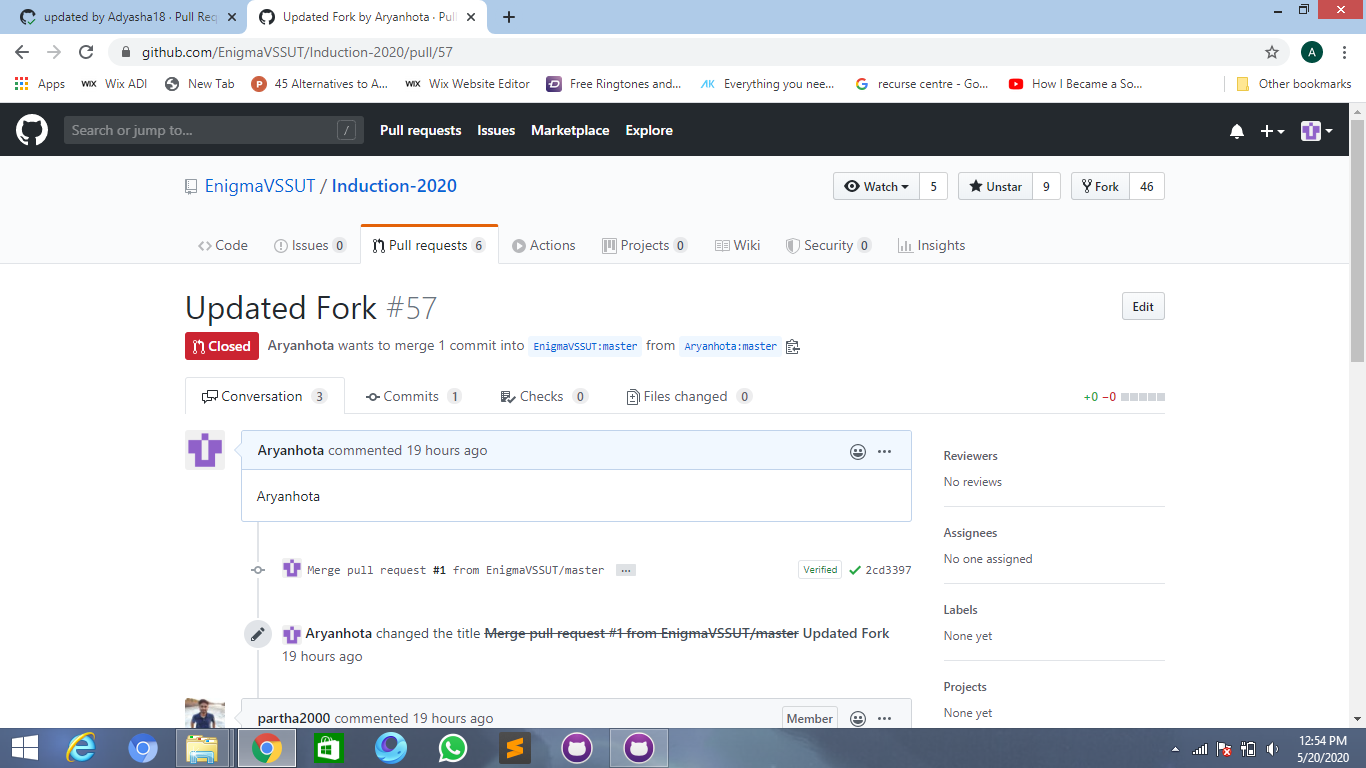 updated by Adyasha18 · Pull Req
Updated Fork by Aryanhota · Pull
github.com/EnigmaVSSUT/Induction-2020/pull/57
A
Apps
WIX Wix ADI
New Tab
P 45 Alternatives to A...
WIX Wix Website Editor
D Free Ringtones and...
AK Everything you nee...
G recurse centre - Go...
How I Became a So...
Other bookmarks
Search or jump to... /
Pull requests
Issues
Marketplace
Explore
EnigmaVSSUT / Induction-2020
Watch 5
Unstar 9
Fork 46
Code
Issues 0
Pull requests 6
Actions
Projects 0
Wiki
Security 0
Insights
Updated Fork #57
Edit
Closed Aryanhota wants to merge 1 commit into EnigmaVSSUT:master from Aryanhota:master
Conversation 3
Commits 1
Checks 0
Files changed 0
+0 −0
Aryanhota commented 19 hours ago
Aryanhota
Reviewers
No reviews
Assignees
No one assigned
Merge pull request #1 from EnigmaVSSUT/master ...
Verified 2cd3397
Labels
None yet
Aryanhota changed the title Merge pull request #1 from EnigmaVSSUT/master Updated Fork
19 hours ago
Projects
None yet
partha2000 commented 19 hours ago
Member
12:54 PM
5/20/2020